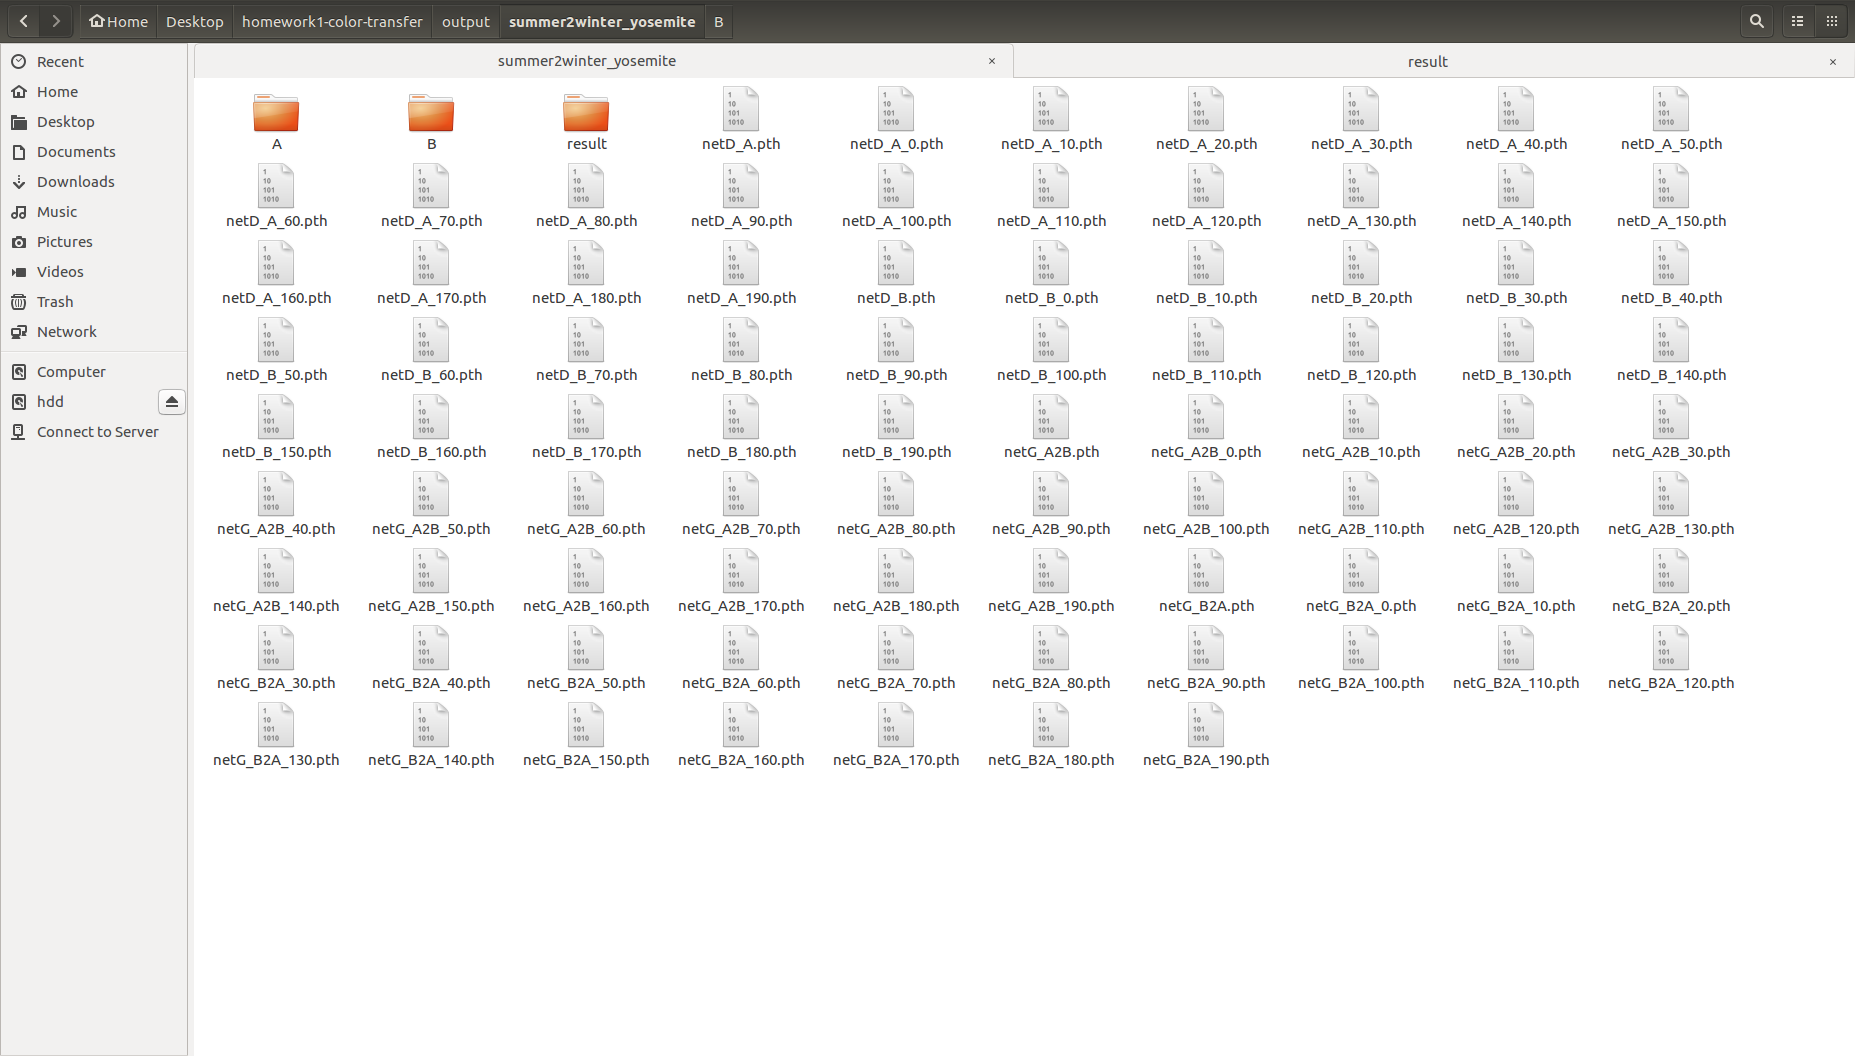 Home Desktop homework1-color-transfer output summer2winter_yosemite B
summer2winter_yosemite × result ×
Recent
Home
Desktop
Documents
Downloads
Music
Pictures
Videos
Trash
Network
Computer
hdd
Connect to Server
A B result netD_A.pth netD_A_0.pth netD_A_10.pth netD_A_20.pth netD_A_30.pth netD_A_40.pth netD_A_50.pth
netD_A_60.pth netD_A_70.pth netD_A_80.pth netD_A_90.pth netD_A_100.pth netD_A_110.pth netD_A_120.pth netD_A_130.pth netD_A_140.pth netD_A_150.pth
netD_A_160.pth netD_A_170.pth netD_A_180.pth netD_A_190.pth netD_B.pth netD_B_0.pth netD_B_10.pth netD_B_20.pth netD_B_30.pth netD_B_40.pth
netD_B_50.pth netD_B_60.pth netD_B_70.pth netD_B_80.pth netD_B_90.pth netD_B_100.pth netD_B_110.pth netD_B_120.pth netD_B_130.pth netD_B_140.pth
netD_B_150.pth netD_B_160.pth netD_B_170.pth netD_B_180.pth netD_B_190.pth netG_A2B.pth netG_A2B_0.pth netG_A2B_10.pth netG_A2B_20.pth netG_A2B_30.pth
netG_A2B_40.pth netG_A2B_50.pth netG_A2B_60.pth netG_A2B_70.pth netG_A2B_80.pth netG_A2B_90.pth netG_A2B_100.pth netG_A2B_110.pth netG_A2B_120.pth netG_A2B_130.pth
netG_A2B_140.pth netG_A2B_150.pth netG_A2B_160.pth netG_A2B_170.pth netG_A2B_180.pth netG_A2B_190.pth netG_B2A.pth netG_B2A_0.pth netG_B2A_10.pth netG_B2A_20.pth
netG_B2A_30.pth netG_B2A_40.pth netG_B2A_50.pth netG_B2A_60.pth netG_B2A_70.pth netG_B2A_80.pth netG_B2A_90.pth netG_B2A_100.pth netG_B2A_110.pth netG_B2A_120.pth
netG_B2A_130.pth netG_B2A_140.pth netG_B2A_150.pth netG_B2A_160.pth netG_B2A_170.pth netG_B2A_180.pth netG_B2A_190.pth